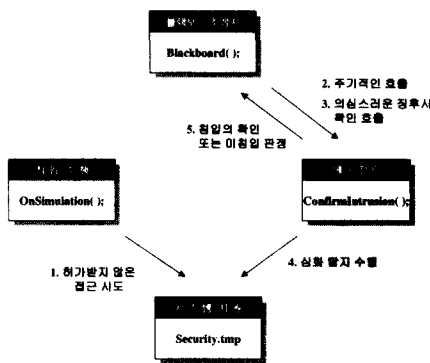 Blackboard( );
2. 주기적인 호출
3. 의심스러운 징후시
확인 호출
5. 침입의 확인
또는 미침입 판정
OnSimulation( );
ConfirmIntrusion( );
1. 허가받지 않은
접근 시도
4. 심화 탐지 수행
Security.tmp